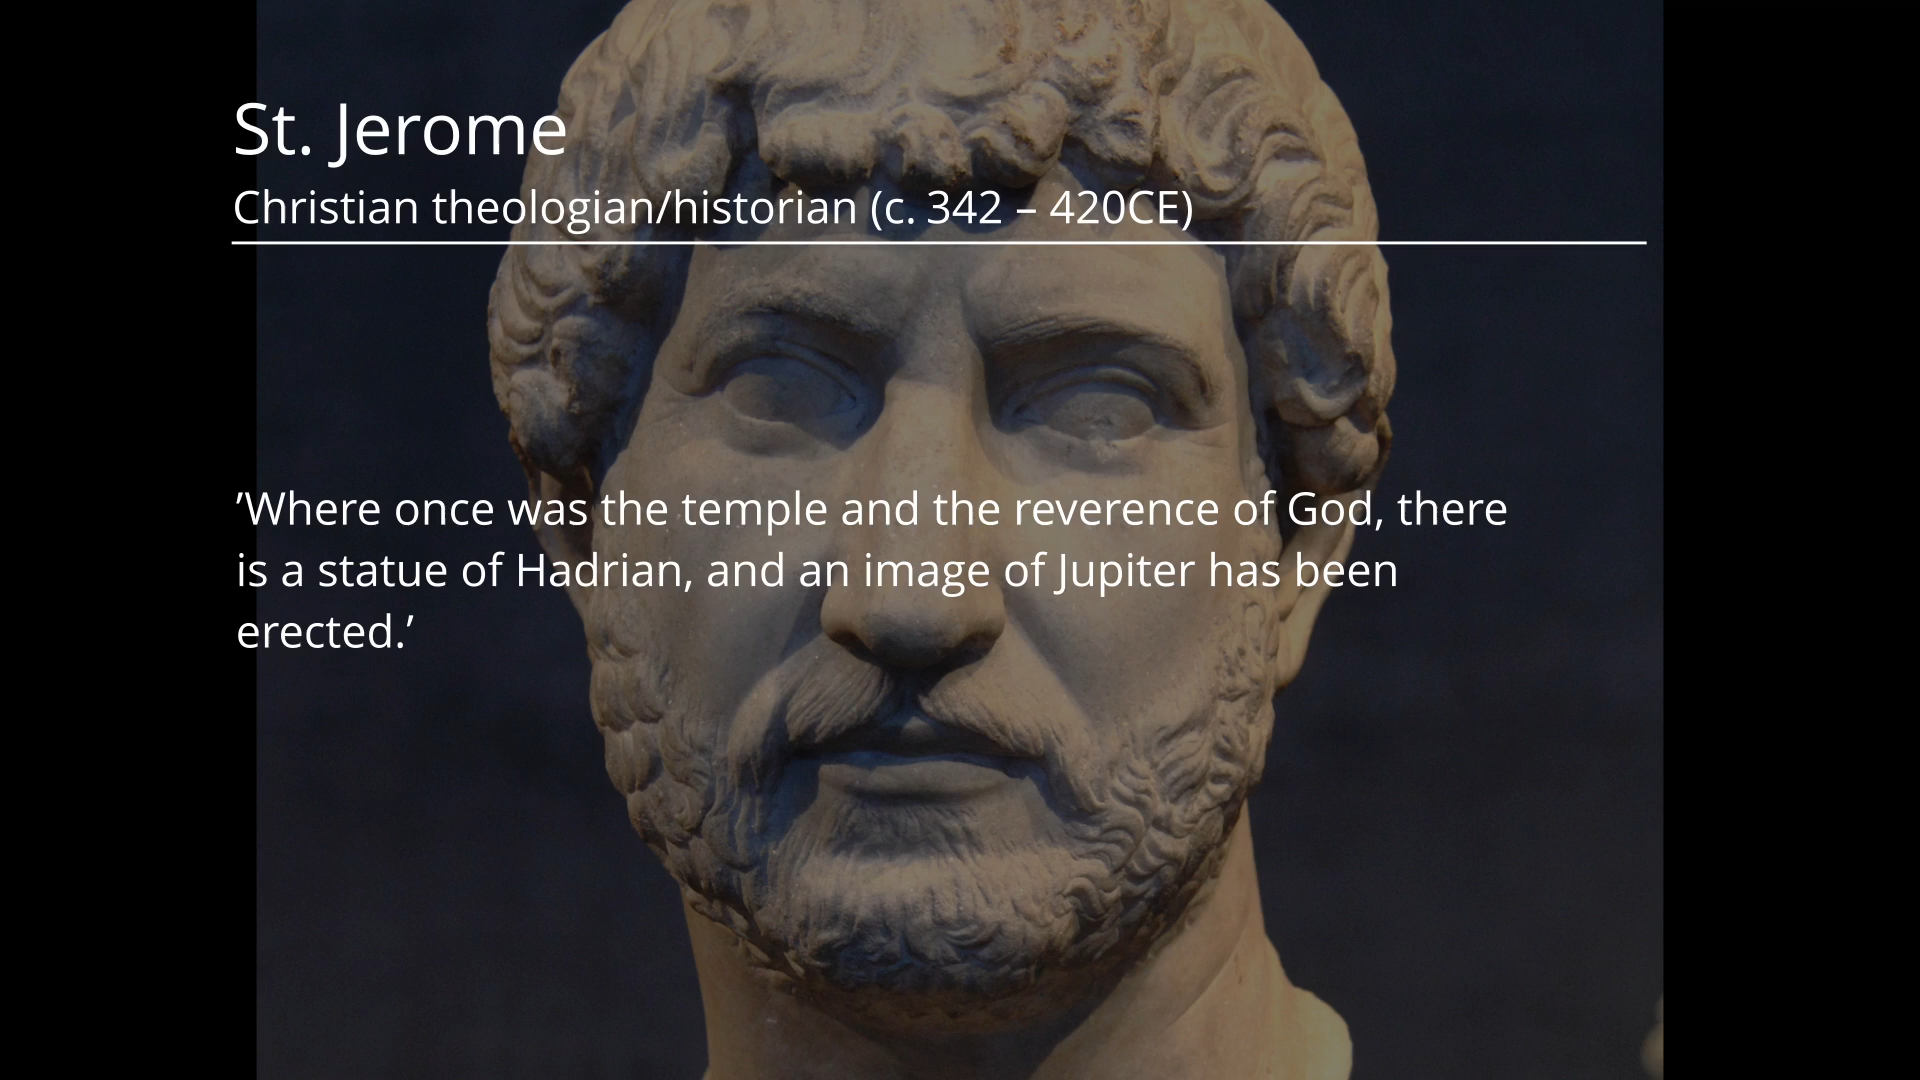 St. Jerome
Christian theologian/historian (c. 342 – 420CE)
’Where once was the temple and the reverence of God, there
is a statue of Hadrian, and an image of Jupiter has been
erected.’